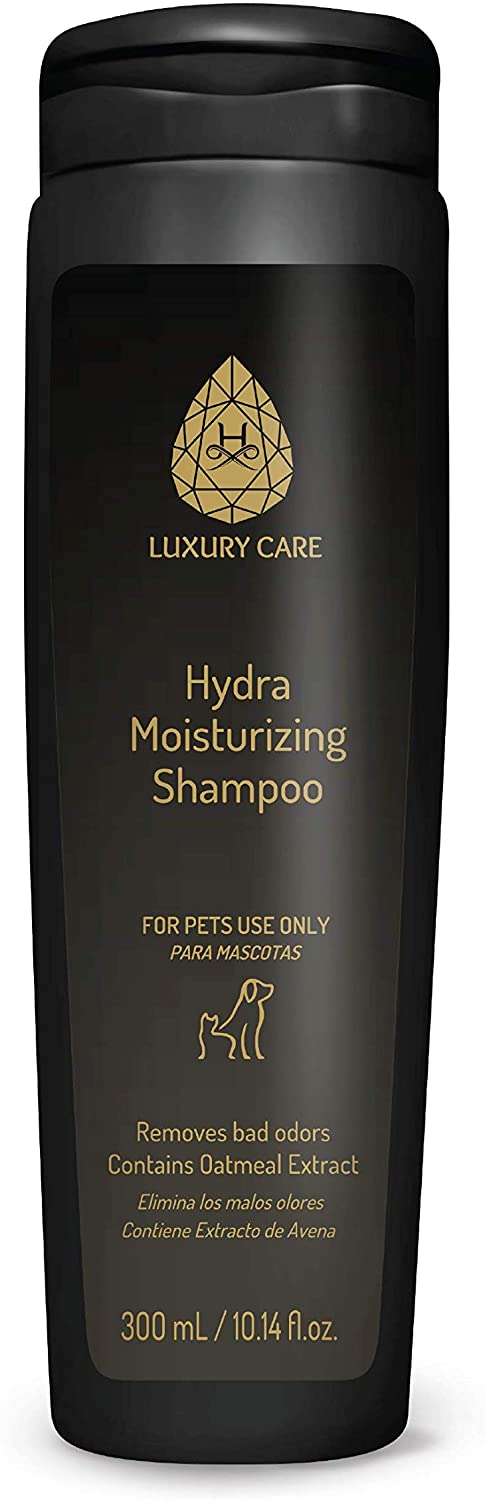 H
LUXURY CARE
Hydra
Moisturizing
Shampoo
FOR PETS USE ONLY
PARA MASCOTAS
Removes bad odors
Contains Oatmeal Extract
Elimina los malos olores
Contiene Extracto de Avena
300 mL / 10.14 fl.oz.